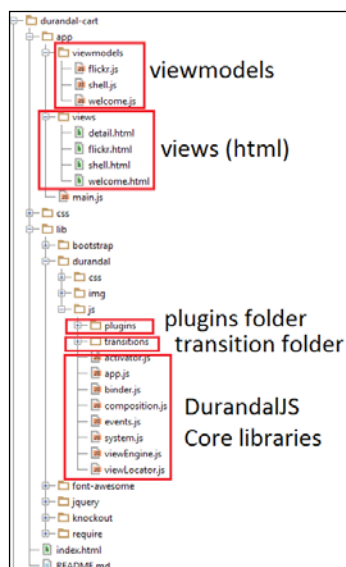 durandal-cart
app
viewmodels
flickr.js
shell.js
welcome.js
viewmodels
views
detail.html
flickr.html
shell.html
welcome.html
views (html)
main.js
css
lib
bootstrap
durandal
css
img
js
plugins
plugins folder
transitions
transition folder
activator.js
app.js
binder.js
composition.js
events.js
system.js
viewEngine.js
viewLocator.js
DurandalJS
Core libraries
font-awesome
jquery
knockout
require
index.html
README.md